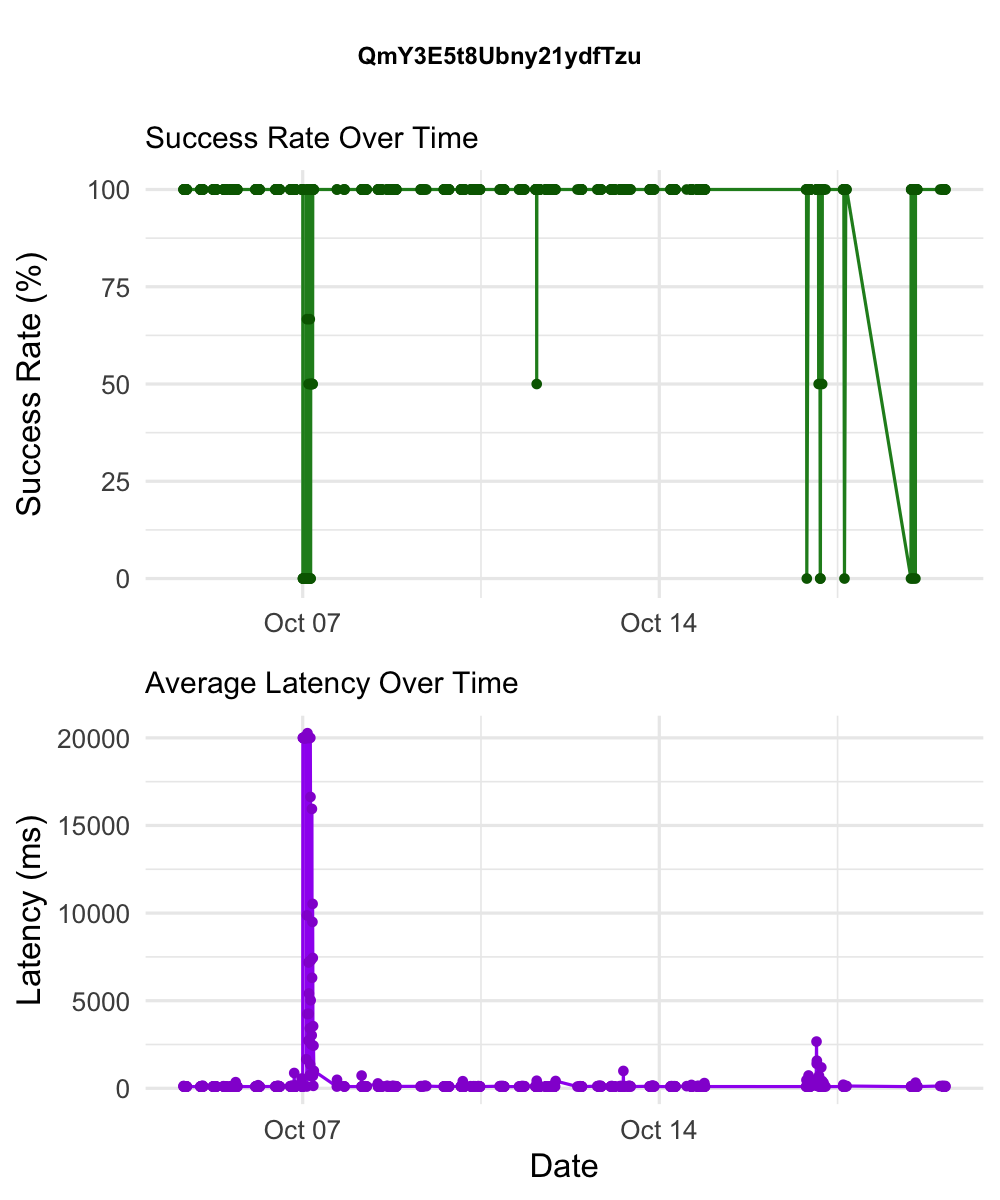 QmY3E5t8Ubny21ydfTzu
Success Rate Over Time
Success Rate (%)
100
75
50
25
0
Oct 07
Oct 14
Average Latency Over Time
Latency (ms)
20000
15000
10000
5000
0
Oct 07
Oct 14
Date